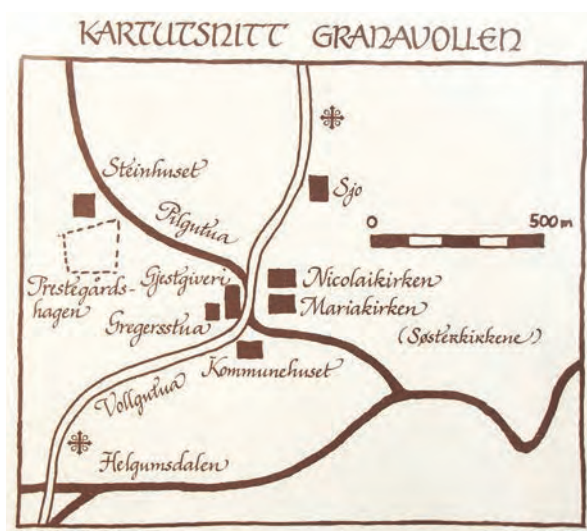 KARTUTSNITT GRANAVOLLEN
Steinhuset
Pilgutua
Sjo
0 500 m
Prestegårds-
hagen
Gjestgiveri
Gregersstua
Nicolaikirken
Mariakirken
(Søsterkirkene)
Kommunehuset
Vollgutua
Helgumsdalen